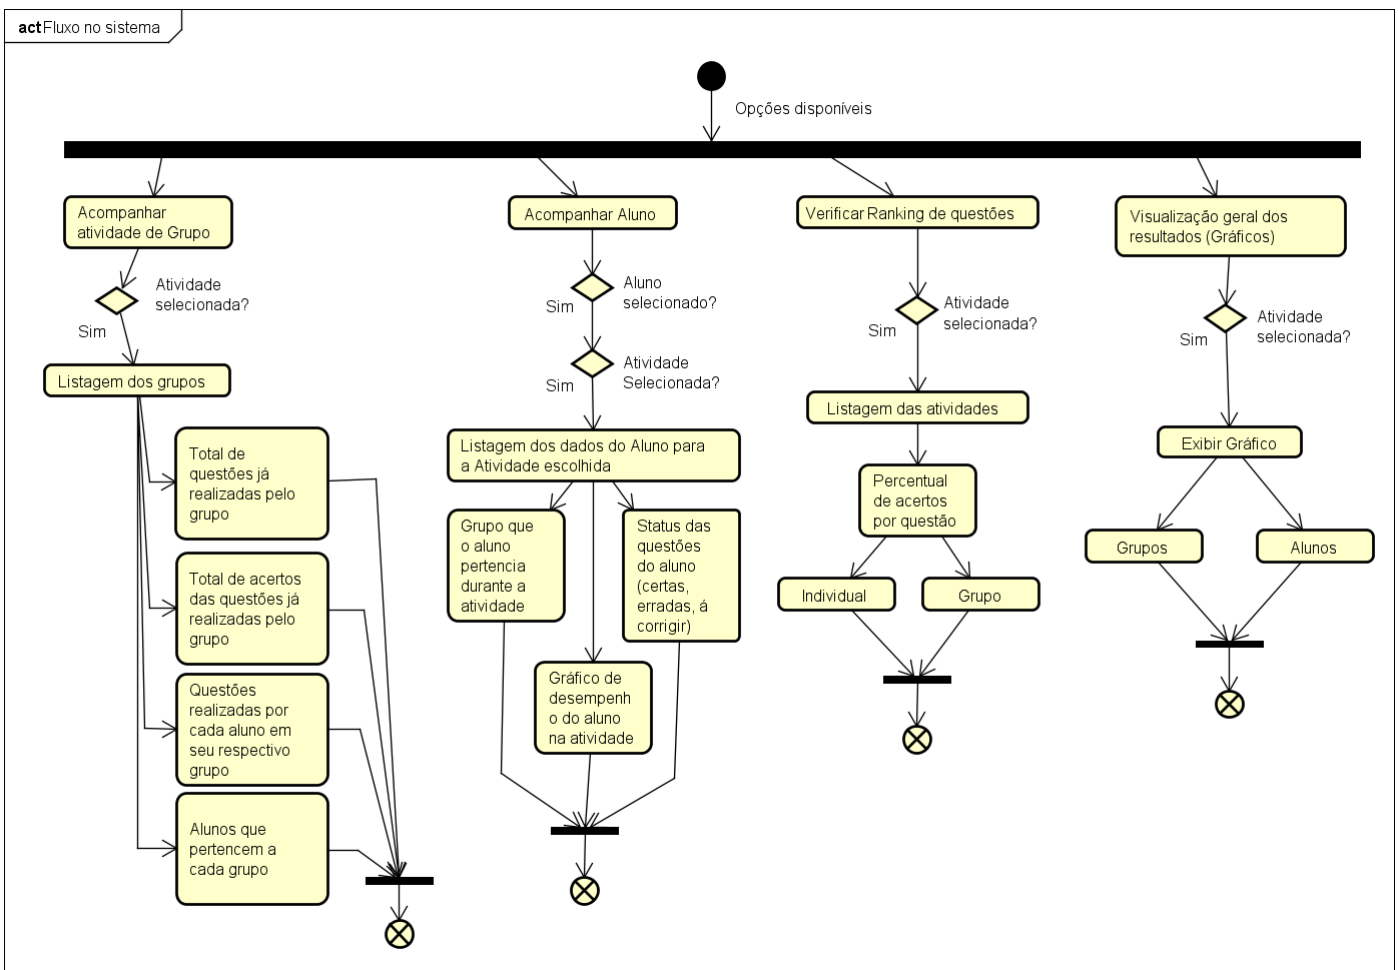 actFluxo no sistema
Opções disponíveis
Acompanhar
atividade de Grupo
Atividade
selecionada?
Sim
Listagem dos grupos
Total de
questões já
realizadas pelo
grupo
Total de acertos
das questões já
realizadas pelo
grupo
Questões
realizadas por
cada aluno em
seu respectivo
grupo
Alunos que
pertencem a
cada grupo
Acompanhar Aluno
Aluno
selecionado?
Sim
Atividade
Selecionada?
Sim
Listagem dos dados do Aluno para
a Atividade escolhida
Grupo que
o aluno
pertencia
durante a
atividade
Gráfico de
desempenh
o do aluno
na atividade
Status das
questões
do aluno
(certas,
erradas, á
corrigir)
Verificar Ranking de questões
Atividade
selecionada?
Sim
Listagem das atividades
Percentual
de acertos
por questão
Individual
Grupo
Visualização geral dos
resultados (Gráficos)
Atividade
selecionada?
Sim
Exibir Gráfico
Grupos
Alunos